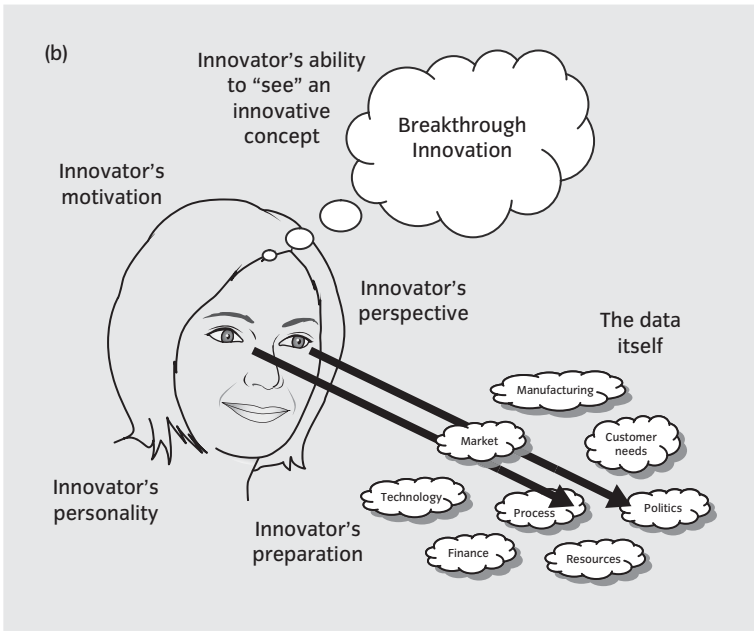 (b)
Innovator’s ability
to “see” an
innovative
concept
Breakthrough
Innovation
Innovator’s
motivation
Innovator’s
perspective
The data
itself
Manufacturing
Market
Customer
needs
Innovator’s
personality
Technology
Process
Politics
Innovator’s
preparation
Finance
Resources